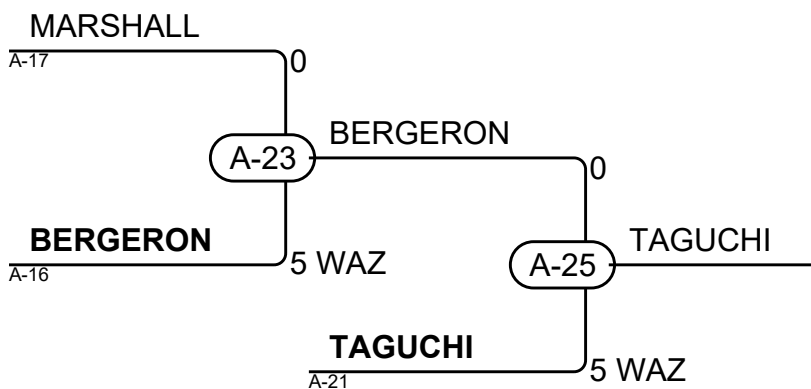 MARSHALL
A-17
0
A-23
BERGERON
0
BERGERON
A-16
5 WAZ
A-25
TAGUCHI
TAGUCHI
A-21
5 WAZ